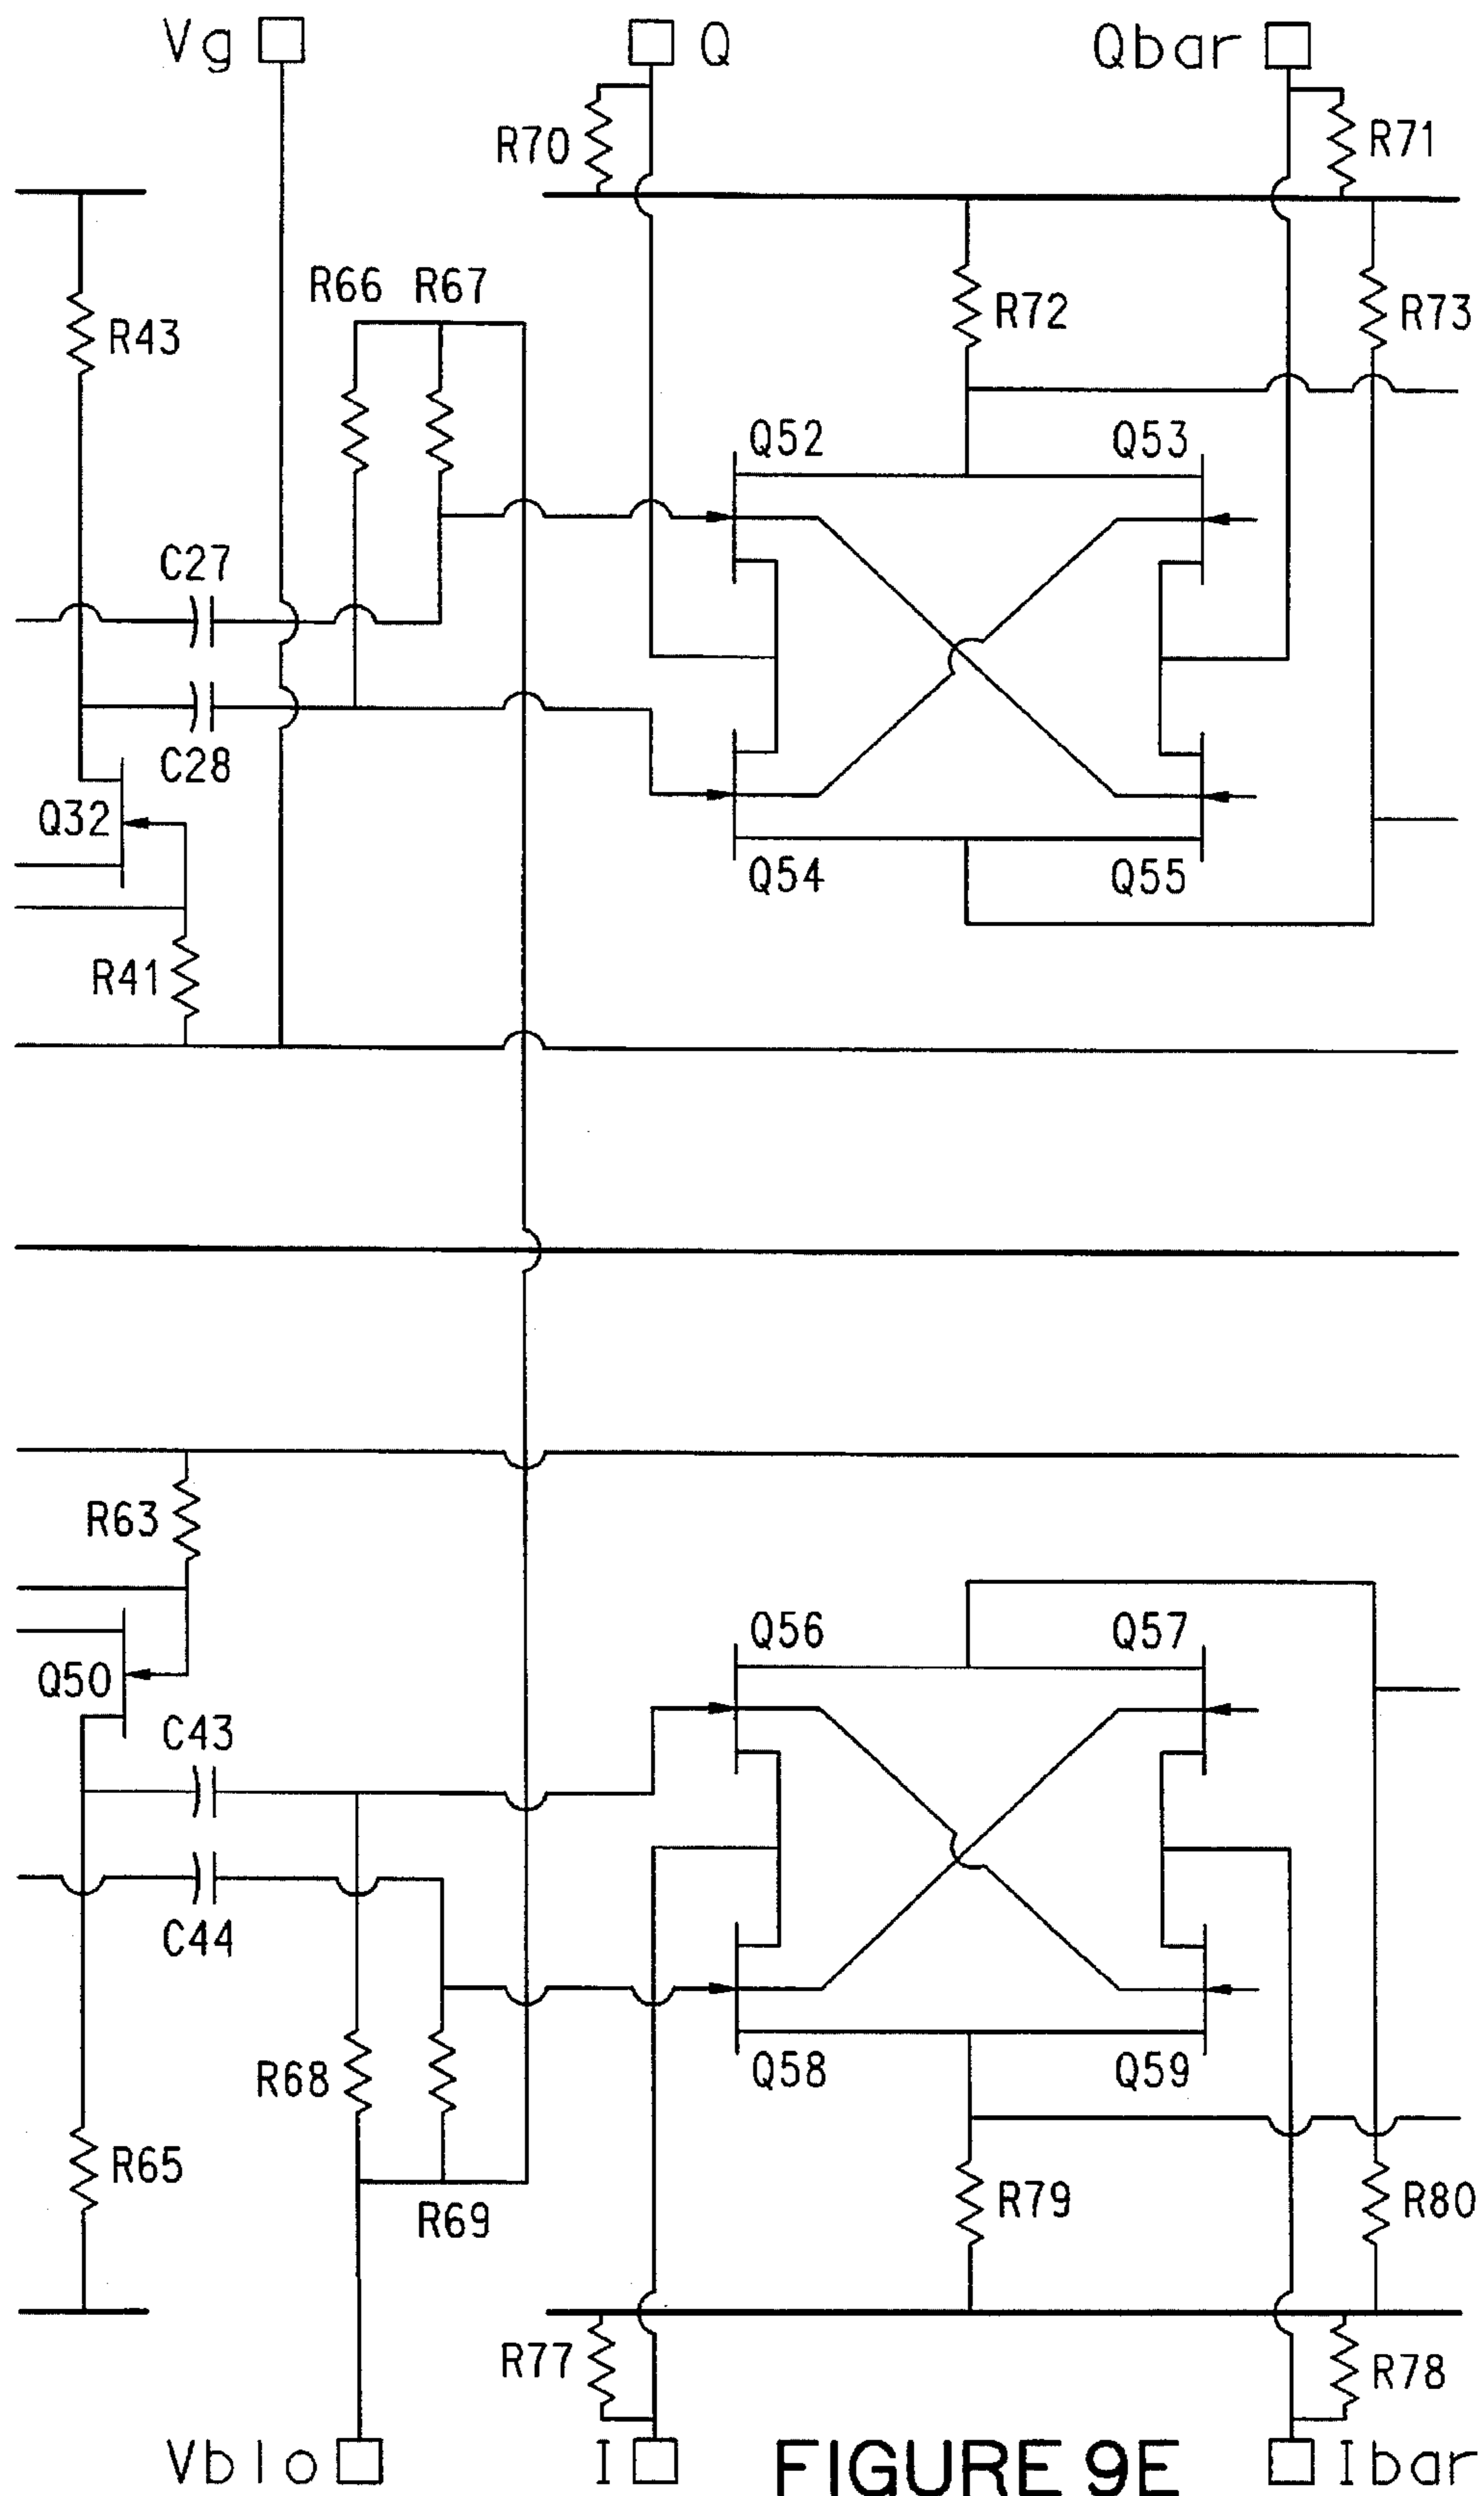 Vg
Q
Qbar
R70
R71
R66 R67
R72
R73
R43
Q52
Q53
C27
C28
Q32
Q54
Q55
R41
R63
Q56
Q57
Q50
C43
C44
R68
Q58
Q59
R65
R69
R79
R80
R77
R78
Vblo
I
FIGURE 9E
Ibar